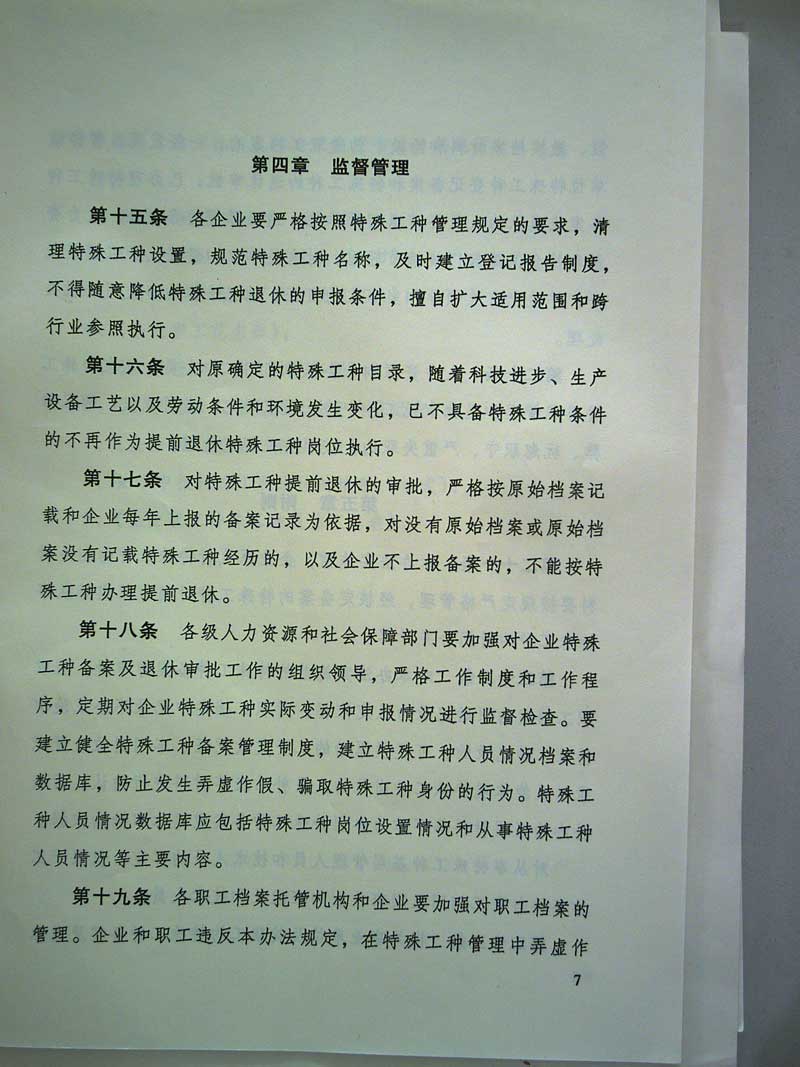 第四章　监督管理
第十五条　各企业要严格按照特殊工种管理规定的要求，清
理特殊工种设置，规范特殊工种名称，及时建立登记报告制度，
不得随意降低特殊工种退休的申报条件，擅自扩大适用范围和跨
行业参照执行。
第十六条　对原确定的特殊工种目录，随着科技进步、生产
设备工艺以及劳动条件和环境发生变化，已不具备特殊工种条件
的不再作为提前退休特殊工种岗位执行。
第十七条　对特殊工种提前退休的审批，严格按原始档案记
载和企业每年上报的备案记录为依据，对没有原始档案或原始档
案没有记载特殊工种经历的，以及企业不上报备案的，不能按特
殊工种办理提前退休。
第十八条　各级人力资源和社会保障部门要加强对企业特殊
工种备案及退休审批工作的组织领导，严格工作制度和工作程
序，定期对企业特殊工种实际变动和申报情况进行监督检查。要
建立健全特殊工种备案管理制度，建立特殊工种人员情况档案和
数据库，防止发生弄虚作假、骗取特殊工种身份的行为。特殊工
种人员情况数据库应包括特殊工种岗位设置情况和从事特殊工种
人员情况等主要内容。
第十九条　各职工档案托管机构和企业要加强对职工档案的
管理。企业和职工违反本办法规定，在特殊工种管理中弄虚作
7